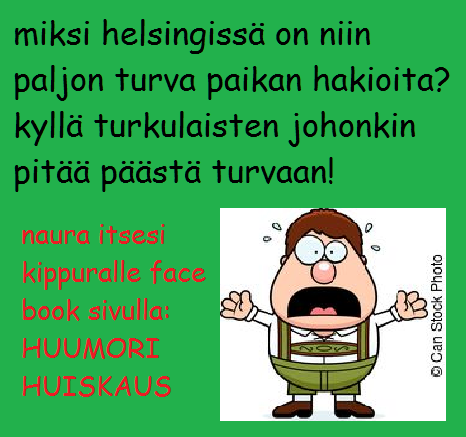 miksi helsingissä on niin
paljon turva paikan hakioita?
kyllä turkulaisten johonkin
pitää päästä turvaan!
naura itsesi
kippuralle face
book sivulla:
HUUMORI
HUISKAUS
© Can Stock Photo